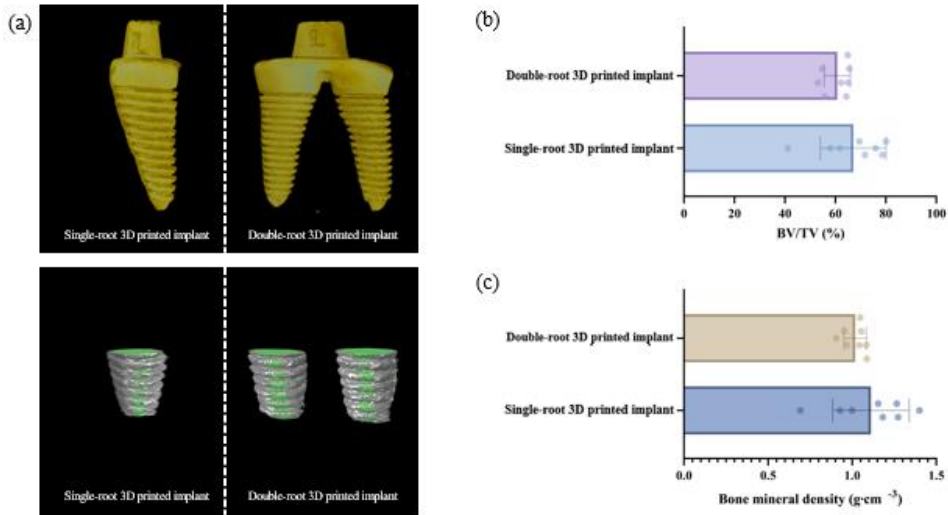 (a)
Single-root 3D printed implant
Double-root 3D printed implant
Single-root 3D printed implant
Double-root 3D printed implant
(b)
Double-root 3D printed implant
Single-root 3D printed implant
0 20 40 60 80 100
BV/TV (%)
(c)
Double-root 3D printed implant
Single-root 3D printed implant
0.0 0.5 1.0 1.5
Bone mineral density (g·cm⁻³)